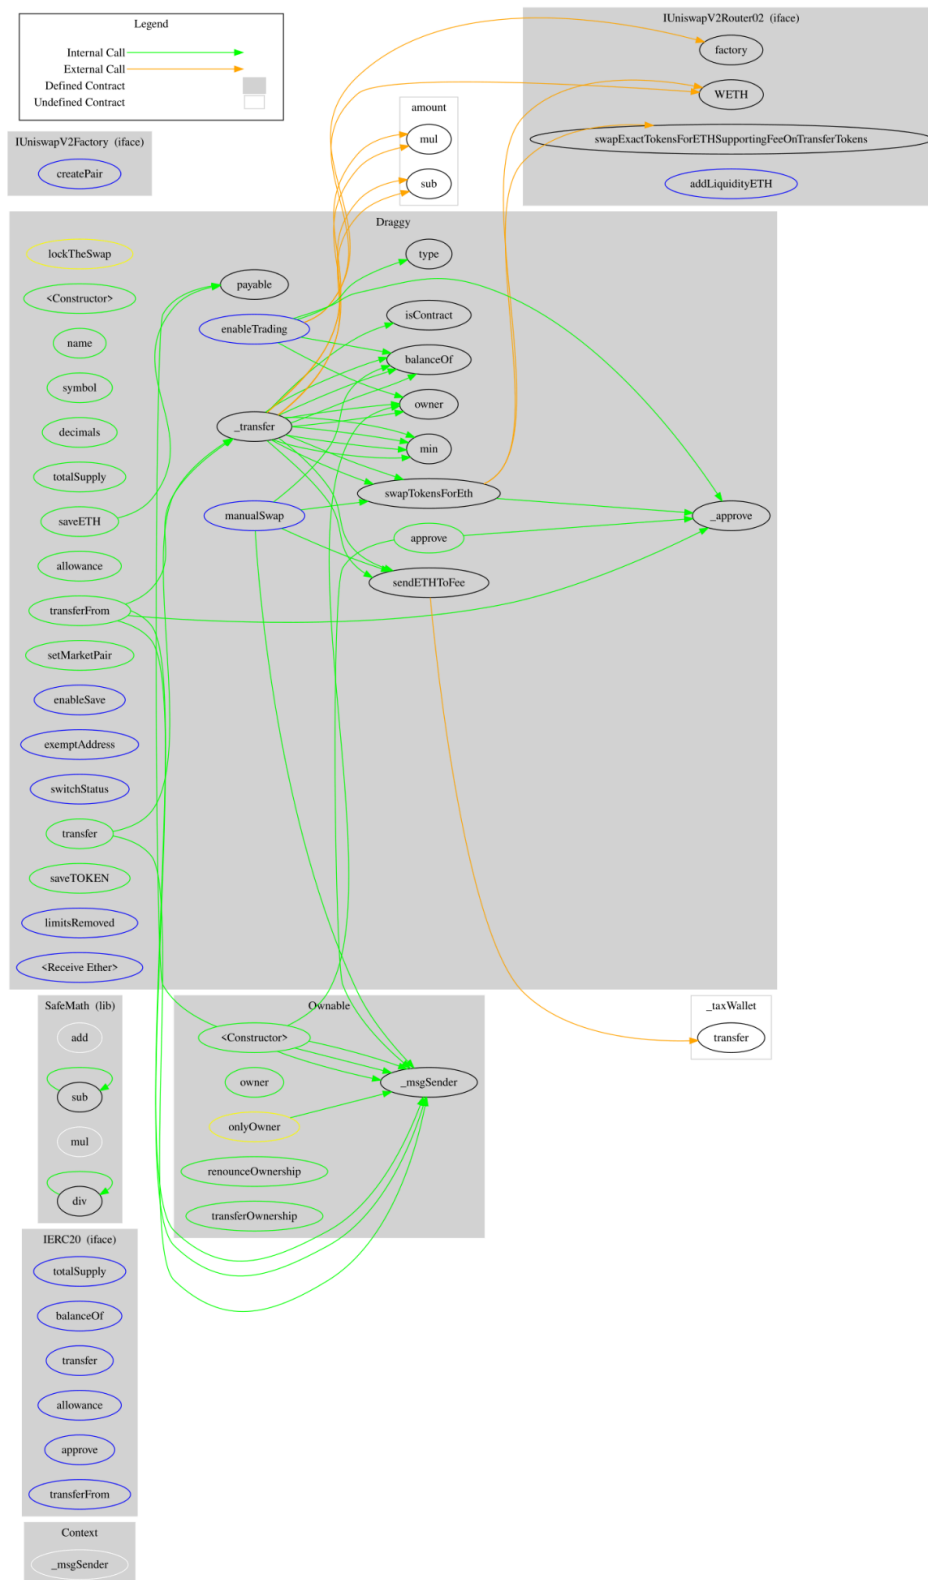 Legend
Internal Call
External Call
Defined Contract
Undefined Contract
IUniswapV2Factory (iface)
createPair
IUniswapV2Router02 (iface)
factory
WETH
swapExactTokensForETHSupportingFeeOnTransferTokens
addLiquidityETH
amount
mul
sub
Draggy
lockTheSwap
<Constructor>
name
symbol
decimals
totalSupply
saveETH
allowance
transferFrom
setMarketPair
enableSave
exemptAddress
switchStatus
transfer
saveTOKEN
limitsRemoved
<Receive Ether>
payable
enableTrading
_transfer
manualSwap
type
isContract
balanceOf
owner
min
swapTokensForEth
approve
sendETHToFee
_approve
SafeMath (lib)
add
sub
mul
div
Ownable
<Constructor>
owner
onlyOwner
renounceOwnership
transferOwnership
_msgSender
_taxWallet
transfer
IERC20 (iface)
totalSupply
balanceOf
transfer
allowance
approve
transferFrom
Context
_msgSender